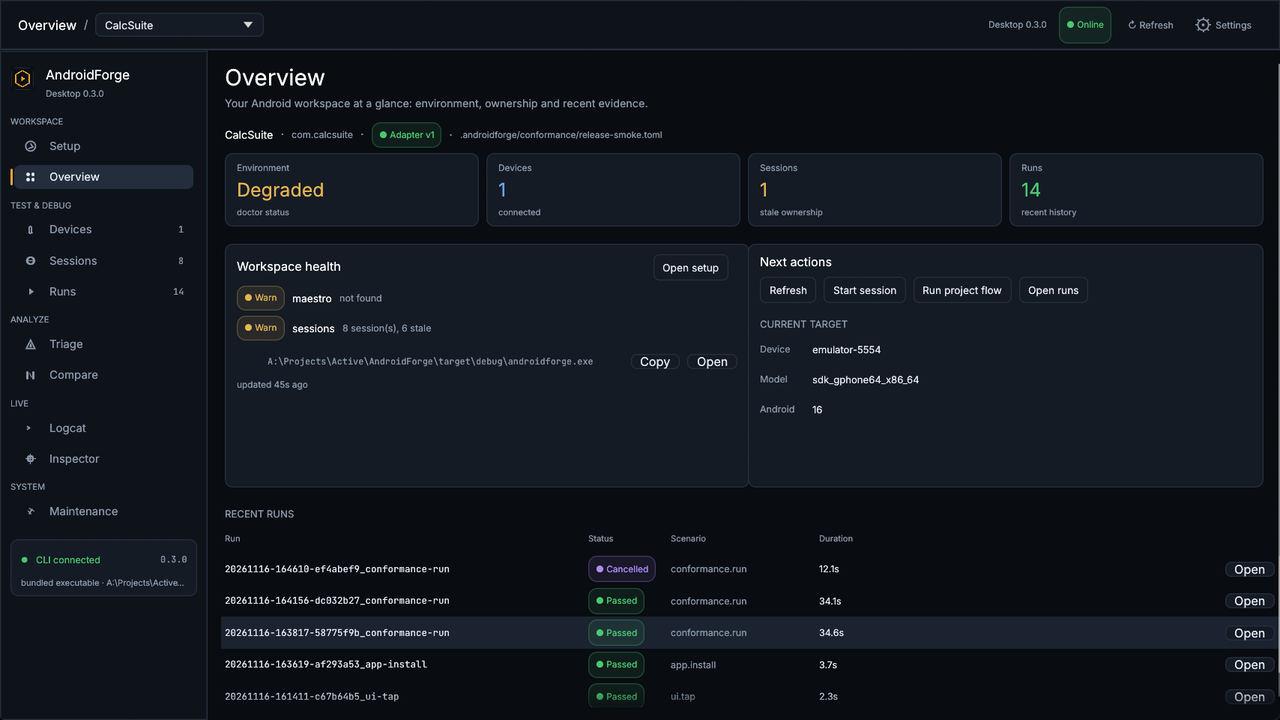 Overview / CalcSuite
Desktop 0.3.0 Online Refresh Settings
AndroidForge
Desktop 0.3.0
WORKSPACE
Setup
Overview
TEST & DEBUG
Devices 1
Sessions 8
Runs 14
ANALYZE
Triage
Compare
LIVE
Logcat
Inspector
SYSTEM
Maintenance
CLI connected 0.3.0
bundled executable · A:\Projects\Active...
Overview
Your Android workspace at a glance: environment, ownership and recent evidence.
CalcSuite · com.calcsuite · Adapter v1 · .androidforge/conformance/release-smoke.toml
Environment
Degraded
doctor status
Devices
1
connected
Sessions
1
stale ownership
Runs
14
recent history
Workspace health Open setup
Warn maestro not found
Warn sessions 8 session(s), 6 stale
A:\Projects\Active\AndroidForge\target\debug\androidforge.exe Copy Open
updated 45s ago
Next actions
Refresh Start session Run project flow Open runs
CURRENT TARGET
Device emulator-5554
Model sdk_gphone64_x86_64
Android 16
RECENT RUNS
Run Status Scenario Duration
20261116-164610-ef4abef9_conformance-run Cancelled conformance.run 12.1s Open
20261116-164156-dc032b27_conformance-run Passed conformance.run 34.1s Open
20261116-163817-58775f9b_conformance-run Passed conformance.run 34.6s Open
20261116-163619-af293a53_app-install Passed app.install 3.7s Open
20261116-161411-c67b64b5_ui-tap Passed ui.tap 2.3s Open